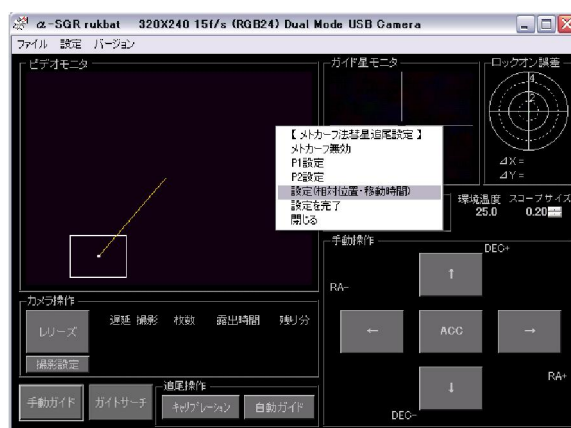 α-SGR rukbat 320X240 15f/s (RGB24) Dual Mode USB Camera
ファイル 設定 バージョン
ビデオモニタ
ガイド星モニタ
ロックオン誤差
4
2
⊿X=
⊿Y=
【 メトカーフ法彗星追尾設定 】
メトカーフ無効
P1設定
P2設定
設定(相対位置・移動時間)
設定を完了
閉じる
環境温度 スコープサイズ
25.0 0.20
手動操作
DEC+
RA-
↑
← ACC →
↓
RA+
DEC-
カメラ操作
レリーズ
遅延 撮影 枚数 露出時間 残り分
撮影設定
手動ガイド
ガイドサーチ
追尾操作
キャリブレーション
自動ガイド